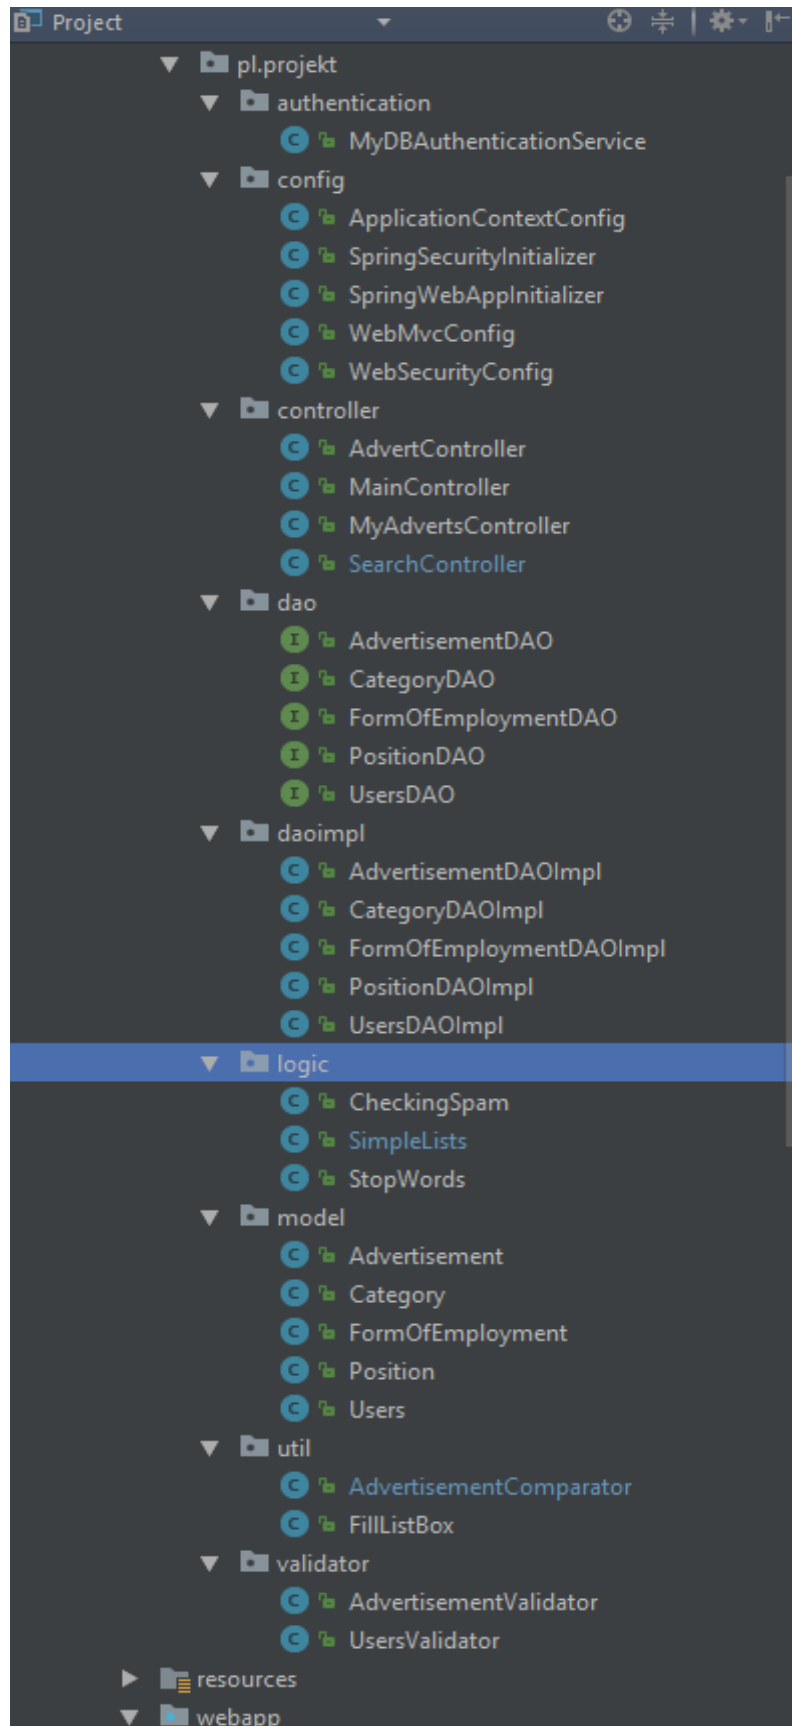 Project
pl.projekt
authentication
MyDBAuthenticationService
config
ApplicationContextConfig
SpringSecurityInitializer
SpringWebAppInitializer
WebMvcConfig
WebSecurityConfig
controller
AdvertController
MainController
MyAdvertsController
SearchController
dao
AdvertisementDAO
CategoryDAO
FormOfEmploymentDAO
PositionDAO
UsersDAO
daoimpl
AdvertisementDAOImpl
CategoryDAOImpl
FormOfEmploymentDAOImpl
PositionDAOImpl
UsersDAOImpl
logic
CheckingSpam
SimpleLists
StopWords
model
Advertisement
Category
FormOfEmployment
Position
Users
util
AdvertisementComparator
FillListBox
validator
AdvertisementValidator
UsersValidator
resources
webapp